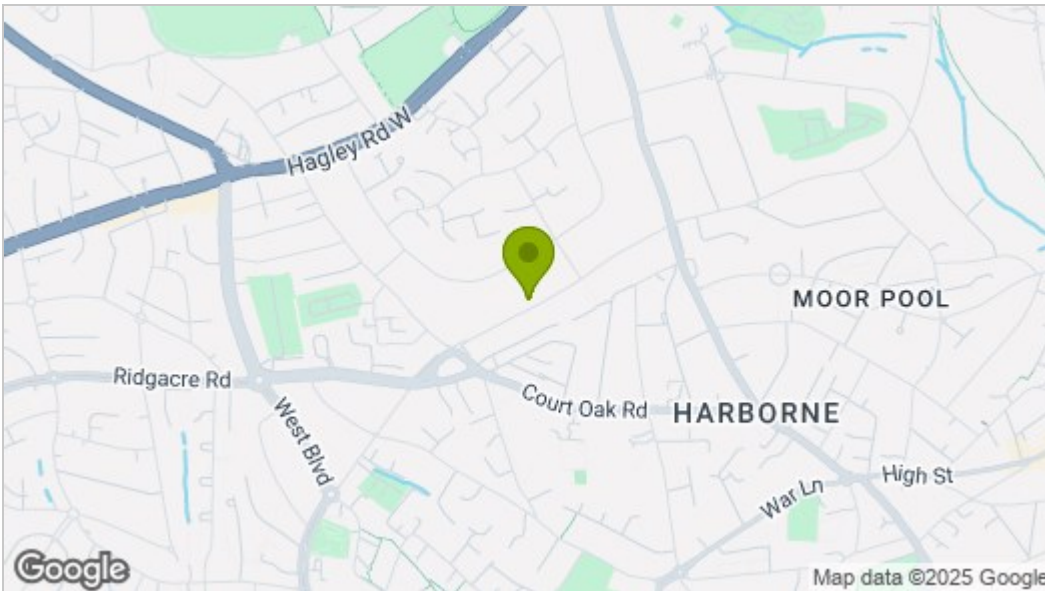 Hagley Rd W
MOOR POOL
Ridgacre Rd
Court Oak Rd
HARBORNE
West Blvd
High St
War Ln
Google
Map data ©2025 Google